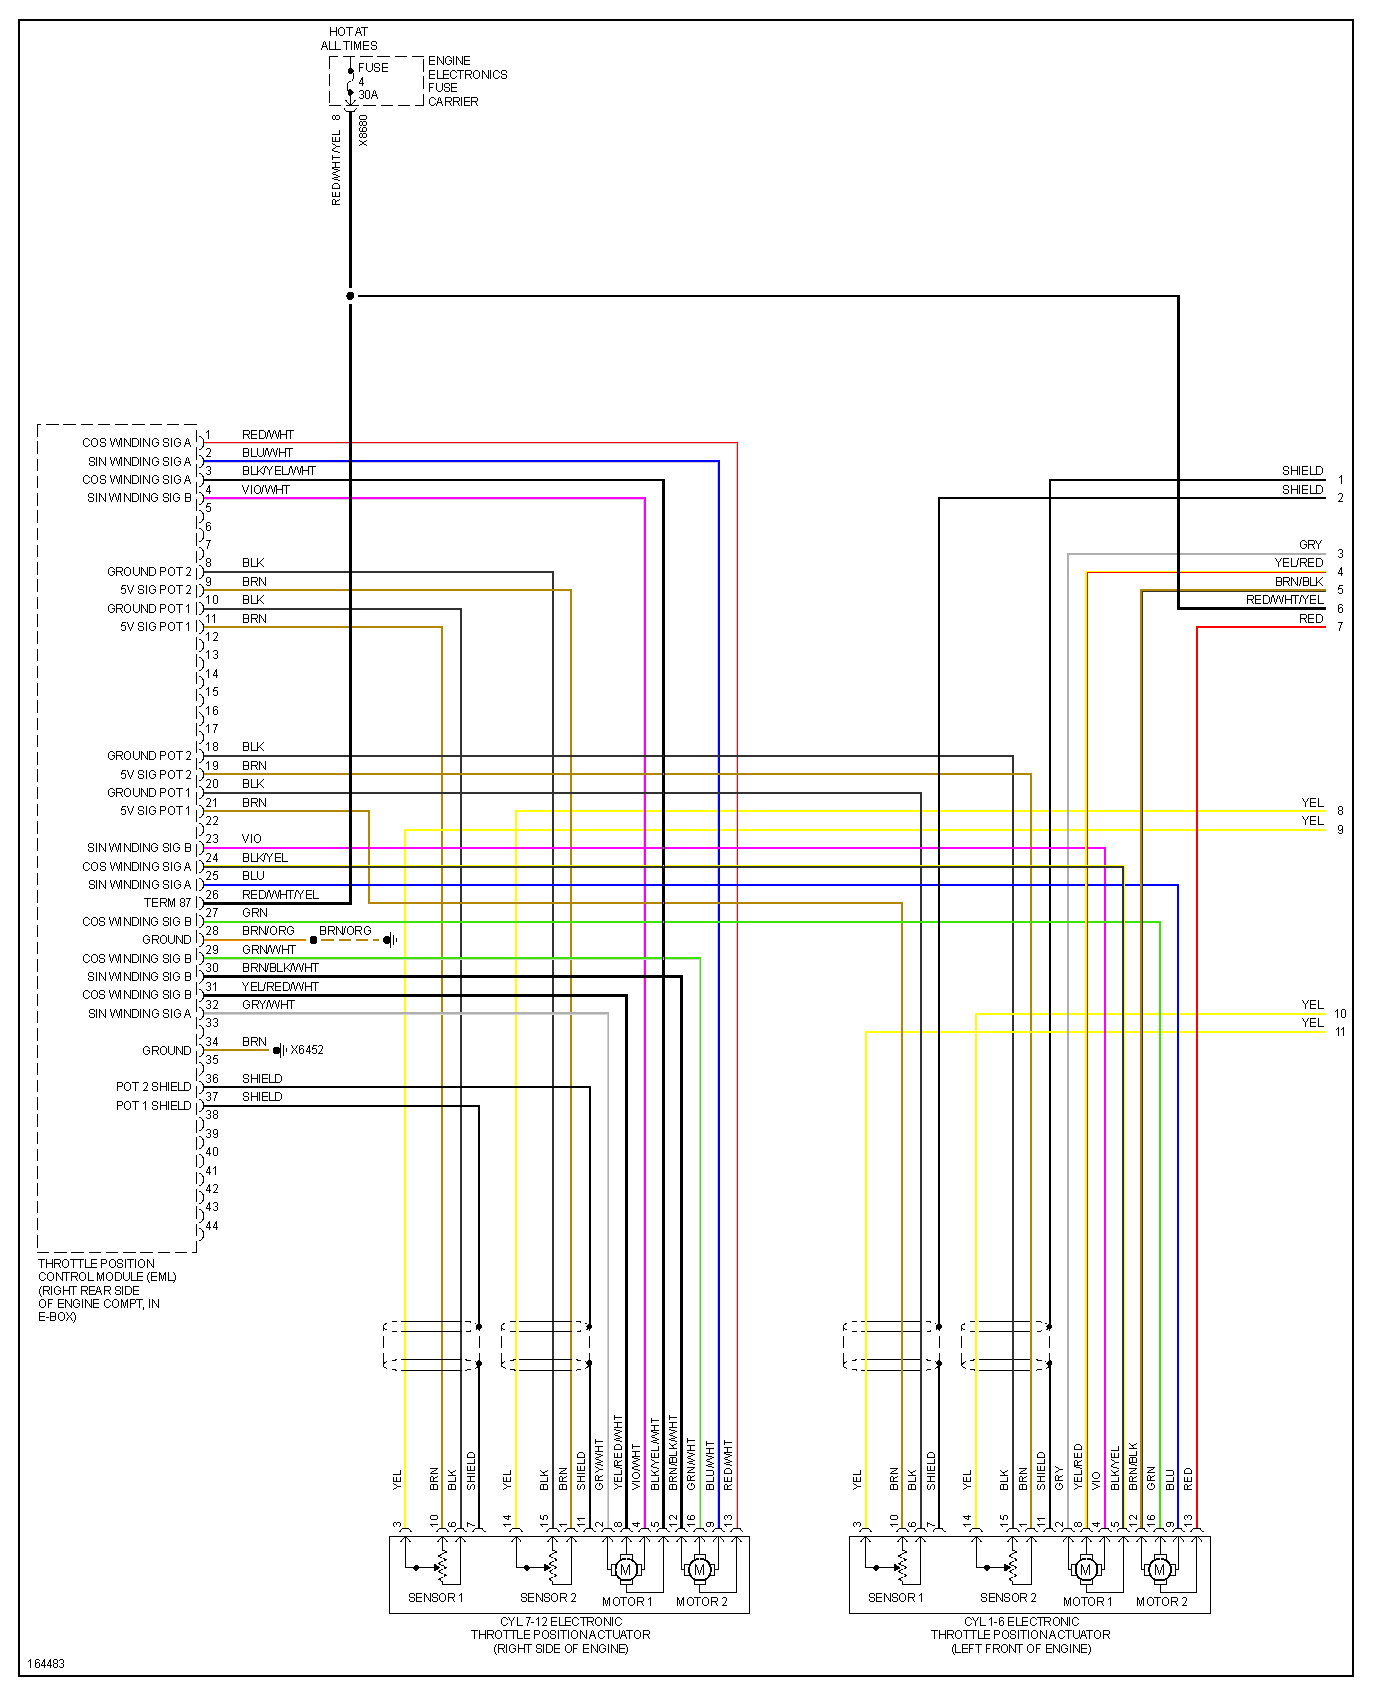 HOT AT
ALL TIMES
FUSE
4
30A
ENGINE
ELECTRONICS
FUSE
CARRIER
8
X8680
RED/WHT/YEL
COS WINDING SIG A 1 RED/WHT
SIN WINDING SIG A 2 BLU/WHT
COS WINDING SIG A 3 BLK/YEL/WHT
SIN WINDING SIG B 4 VIO/WHT
5
6
7
GROUND POT 2 8 BLK
5V SIG POT 2 9 BRN
GROUND POT 1 10 BLK
5V SIG POT 1 11 BRN
12
13
14
15
16
17
GROUND POT 2 18 BLK
5V SIG POT 2 19 BRN
GROUND POT 1 20 BLK
5V SIG POT 1 21 BRN
22
SIN WINDING SIG B 23 VIO
COS WINDING SIG A 24 BLK/YEL
SIN WINDING SIG A 25 BLU
TERM 87 26 RED/WHT/YEL
COS WINDING SIG B 27 GRN
GROUND 28 BRN/ORG BRN/ORG
COS WINDING SIG B 29 GRN/WHT
SIN WINDING SIG B 30 BRN/BLK/WHT
COS WINDING SIG B 31 YEL/RED/WHT
SIN WINDING SIG A 32 GRY/WHT
33
GROUND 34 BRN X6452
35
POT 2 SHIELD 36 SHIELD
POT 1 SHIELD 37 SHIELD
38
39
40
41
42
43
44
THROTTLE POSITION
CONTROL MODULE (EML)
(RIGHT REAR SIDE
OF ENGINE COMPT, IN
E-BOX)
SHIELD 1
SHIELD 2
GRY 3
YEL/RED 4
BRN/BLK 5
RED/WHT/YEL 6
RED 7
YEL 8
YEL 9
YEL 10
YEL 11
YEL BRN BLK SHIELD YEL BLK BRN SHIELD GRY/WHT YEL/RED/WHT VIO/WHT BLK/YEL/WHT BRN/BLK/WHT GRN/WHT BLU/WHT RED/WHT
3 10 6 7 14 15 1 11 2 8 4 5 12 16 9 13
M M
SENSOR 1 SENSOR 2 MOTOR 1 MOTOR 2
CYL 7-12 ELECTRONIC
THROTTLE POSITION ACTUATOR
(RIGHT SIDE OF ENGINE)
YEL BRN BLK SHIELD YEL BLK BRN SHIELD GRY YEL/RED VIO BLK/YEL BRN/BLK GRN BLU RED
3 10 6 7 14 15 1 11 2 8 4 5 12 16 9 13
M M
SENSOR 1 SENSOR 2 MOTOR 1 MOTOR 2
CYL 1-6 ELECTRONIC
THROTTLE POSITION ACTUATOR
(LEFT FRONT OF ENGINE)
164483